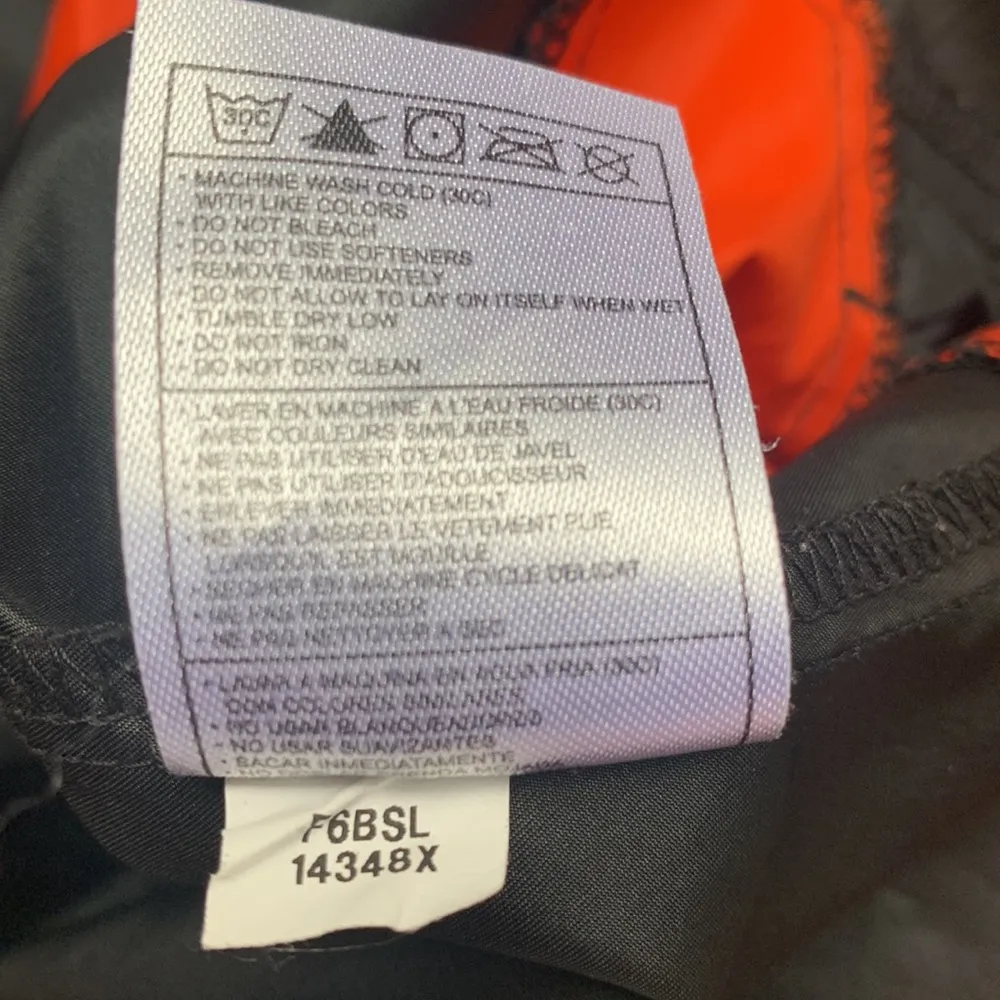 30C
• MACHINE WASH COLD (30C)
WITH LIKE COLORS
• DO NOT BLEACH
• DO NOT USE SOFTENERS
• REMOVE IMMEDIATELY
DO NOT ALLOW TO LAY ON ITSELF WHEN WET
• TUMBLE DRY LOW
• DO NOT IRON
• DO NOT DRY CLEAN
• LAVER EN MACHINE A L'EAU FROIDE (30C)
AVEC COULEURS SIMILAIRES
• NE PAS UTILISER D'EAU DE JAVEL
• NE PAS UTILISER D'ADOUCISSEUR
• ENLEVER IMMEDIATEMENT
• NE PAS LAISSER LE VETEMENT PLIE
LORSQU'IL EST MOUILLE
• SECHER EN MACHINE CYCLE DELICAT
• NE PAS REPASSER
• NE PAS NETTOYER A SEC
• LAVAR A MAQUINA EN AGUA FRIA (30C)
CON COLORES SIMILARES
• NO USAR BLANQUEADORES
• NO USAR SUAVIZANTES
• SACAR INMEDIATAMENTE
F6BSL
14348X